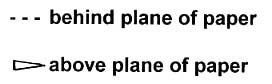 --- behind plane of paper
above plane of paper